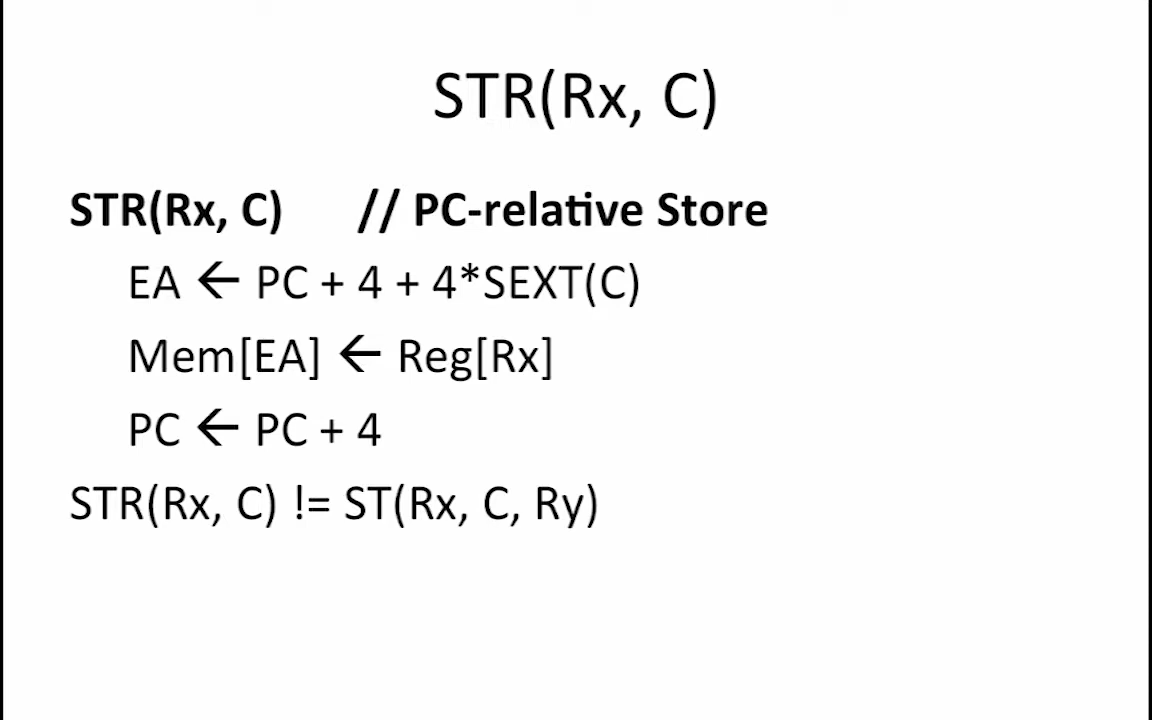 STR(Rx, C)
STR(Rx, C) // PC-relative Store
EA ← PC + 4 + 4*SEXT(C)
Mem[EA] ← Reg[Rx]
PC ← PC + 4
STR(Rx, C) != ST(Rx, C, Ry)